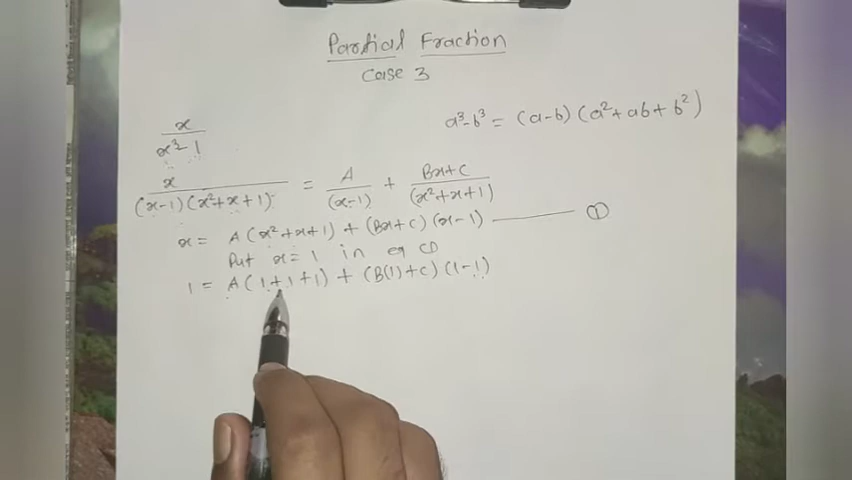 Partial Fraction
Case 3
x/(x³-1)
a³-b³ = (a-b)(a²+ab+b²)
x/((x-1)(x²+x+1)) = A/(x-1) + (Bx+C)/(x²+x+1)
x = A(x²+x+1) + (Bx+C)(x-1) ——— ①
Put x=1 in eq ①
1 = A(1+1+1) + (B(1)+C)(1-1)